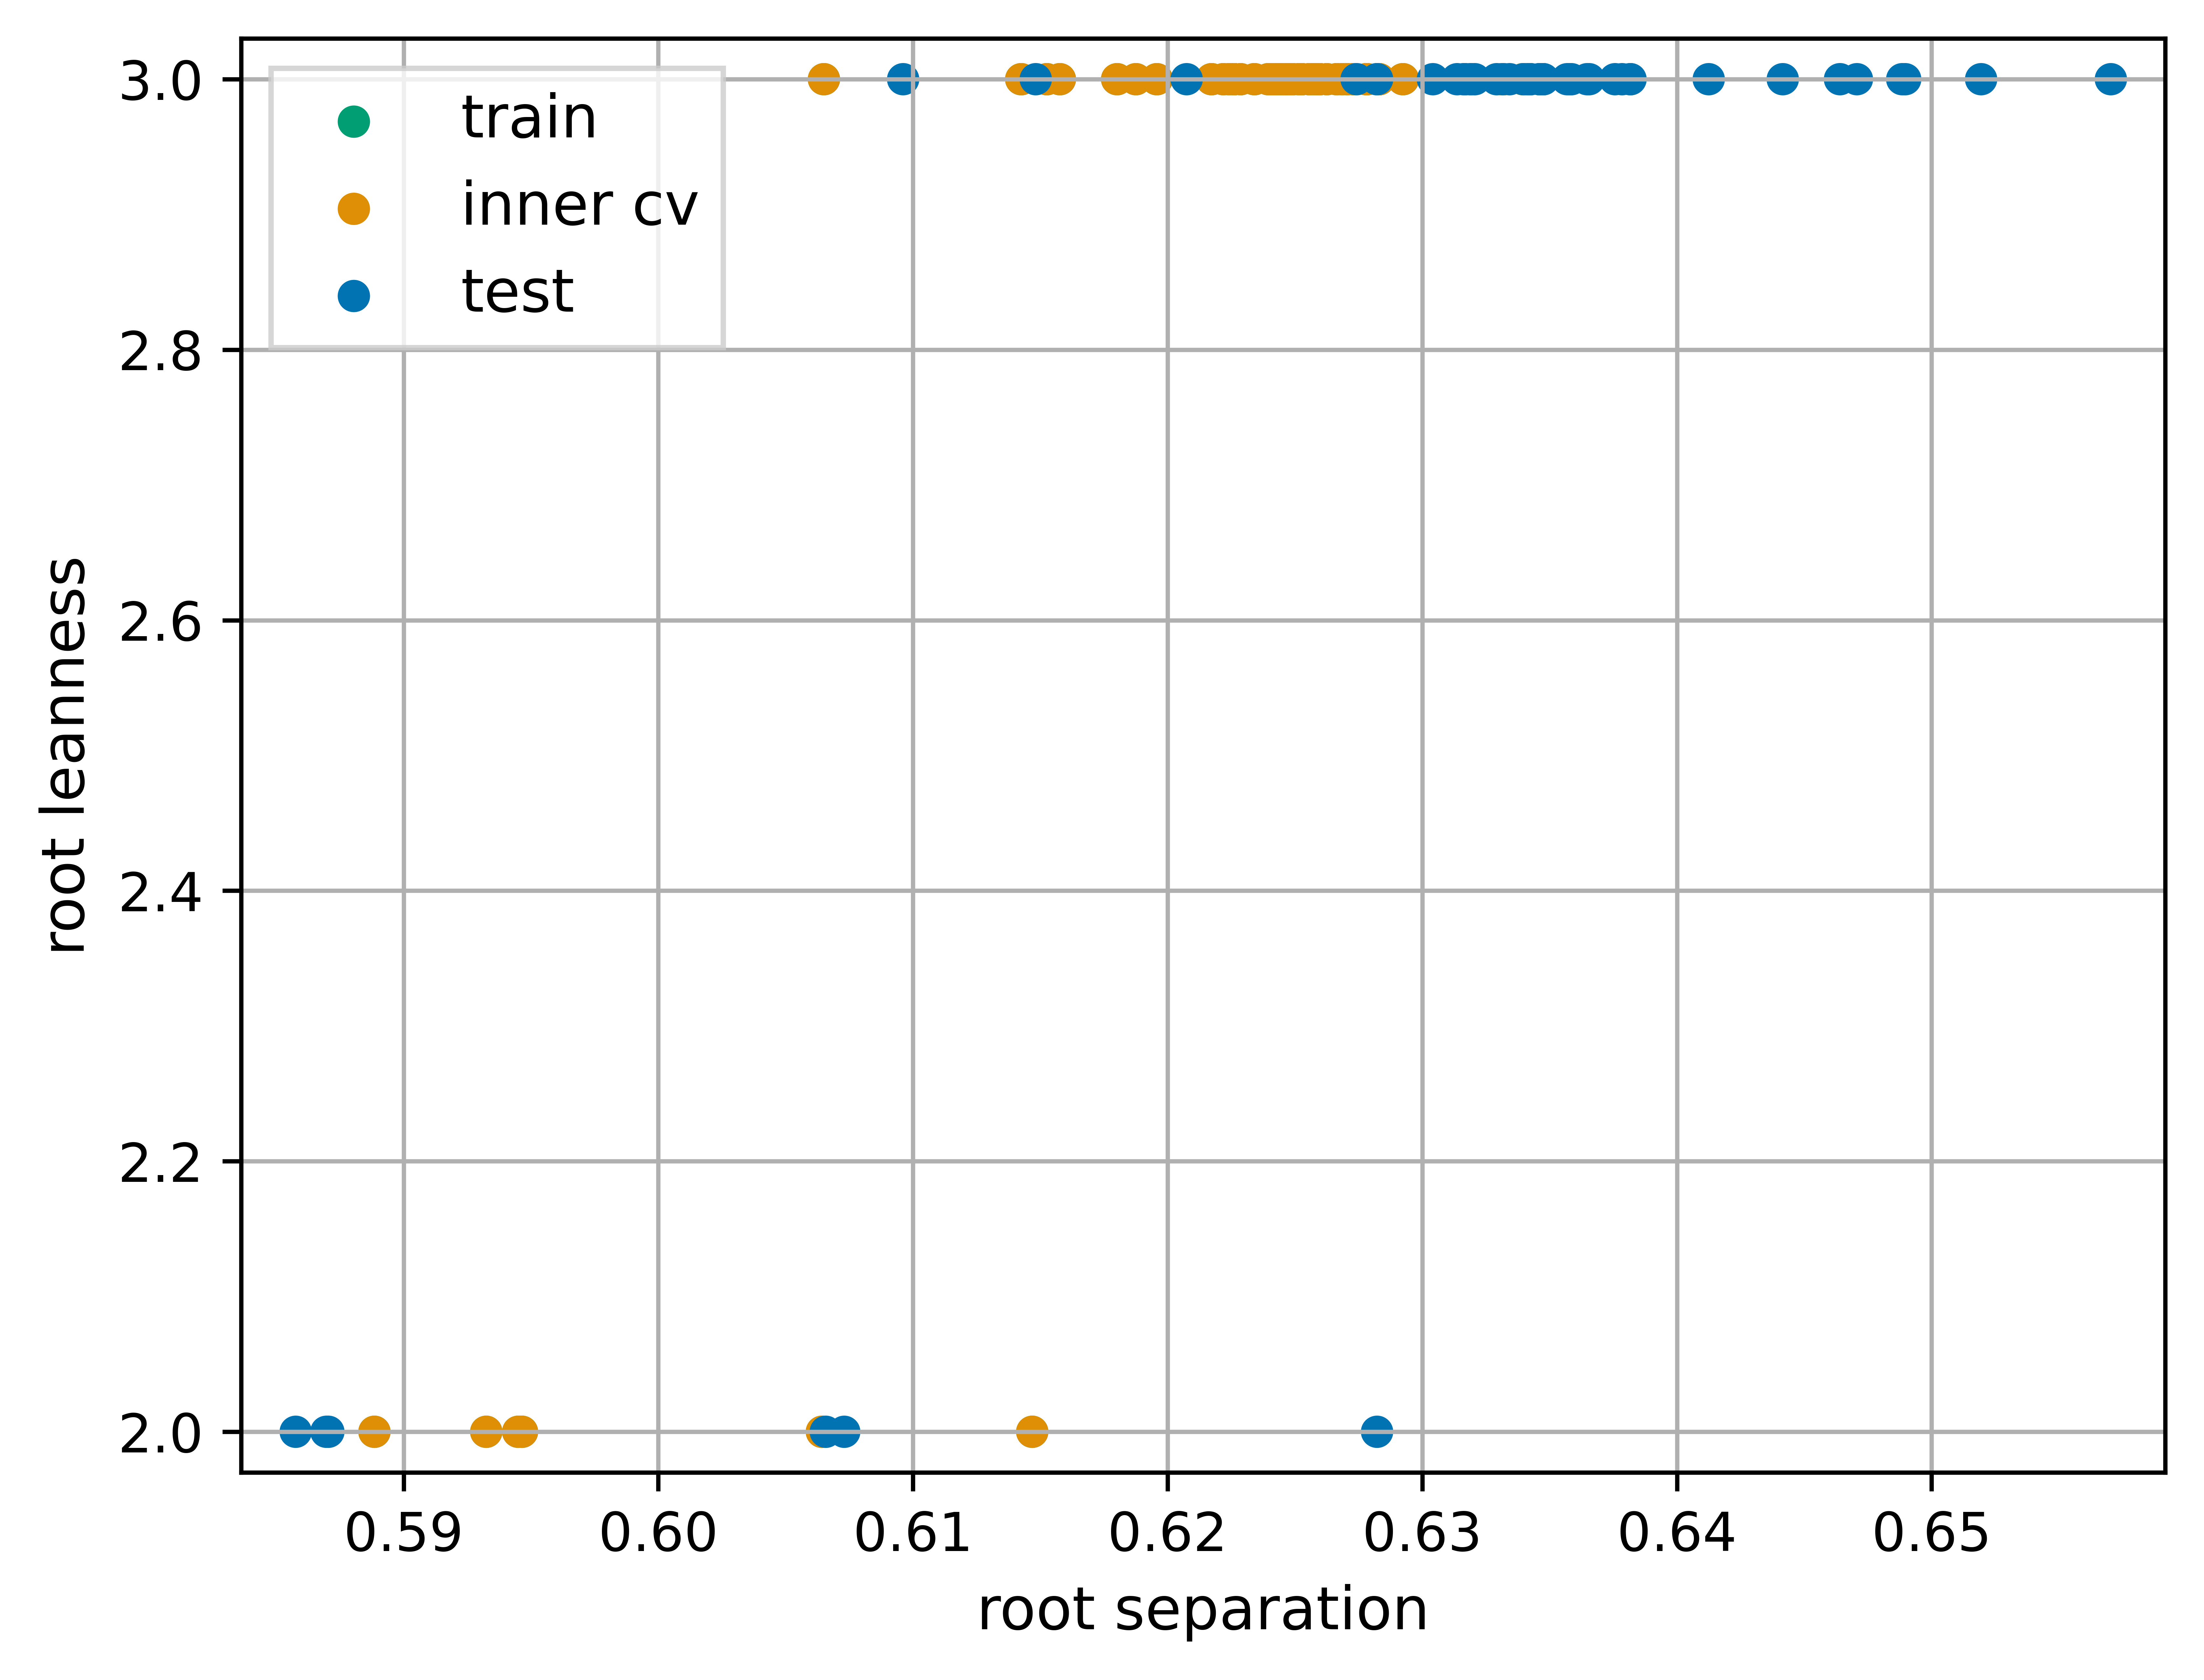 3.0
2.8
2.6
2.4
2.2
2.0
root leanness
train
inner cv
test
0.59 0.60 0.61 0.62 0.63 0.64 0.65
root separation